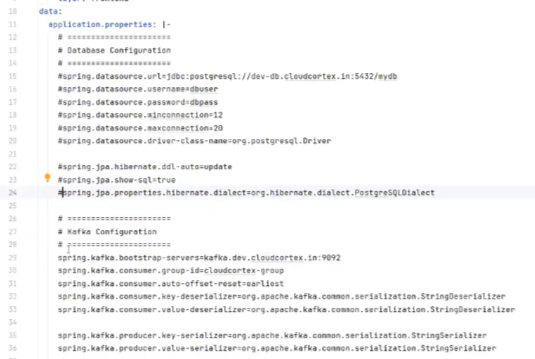 data:
application.properties: |-
# ======================
# Database Configuration
# ======================
#spring.datasource.url=jdbc:postgresql://dev-db.cloudcortex.in:5432/mydb
#spring.datasource.username=dbuser
#spring.datasource.password=dbpass
#spring.datasource.minconnection=12
#spring.datasource.maxconnection=20
#spring.datasource.driver-class-name=org.postgresql.Driver
#spring.jpa.hibernate.ddl-auto=update
#spring.jpa.show-sql=true
#spring.jpa.properties.hibernate.dialect=org.hibernate.dialect.PostgreSQLDialect
# ======================
# Kafka Configuration
# ======================
spring.kafka.bootstrap-servers=kafka.dev.cloudcortex.in:9092
spring.kafka.consumer.group-id=cloudcortex-group
spring.kafka.consumer.auto-offset-reset=earliest
spring.kafka.consumer.key-deserializer=org.apache.kafka.common.serialization.StringDeserializer
spring.kafka.consumer.value-deserializer=org.apache.kafka.common.serialization.StringDeserializer
spring.kafka.producer.key-serializer=org.apache.kafka.common.serialization.StringSerializer
spring.kafka.producer.value-serializer=org.apache.kafka.common.serialization.StringSerializer